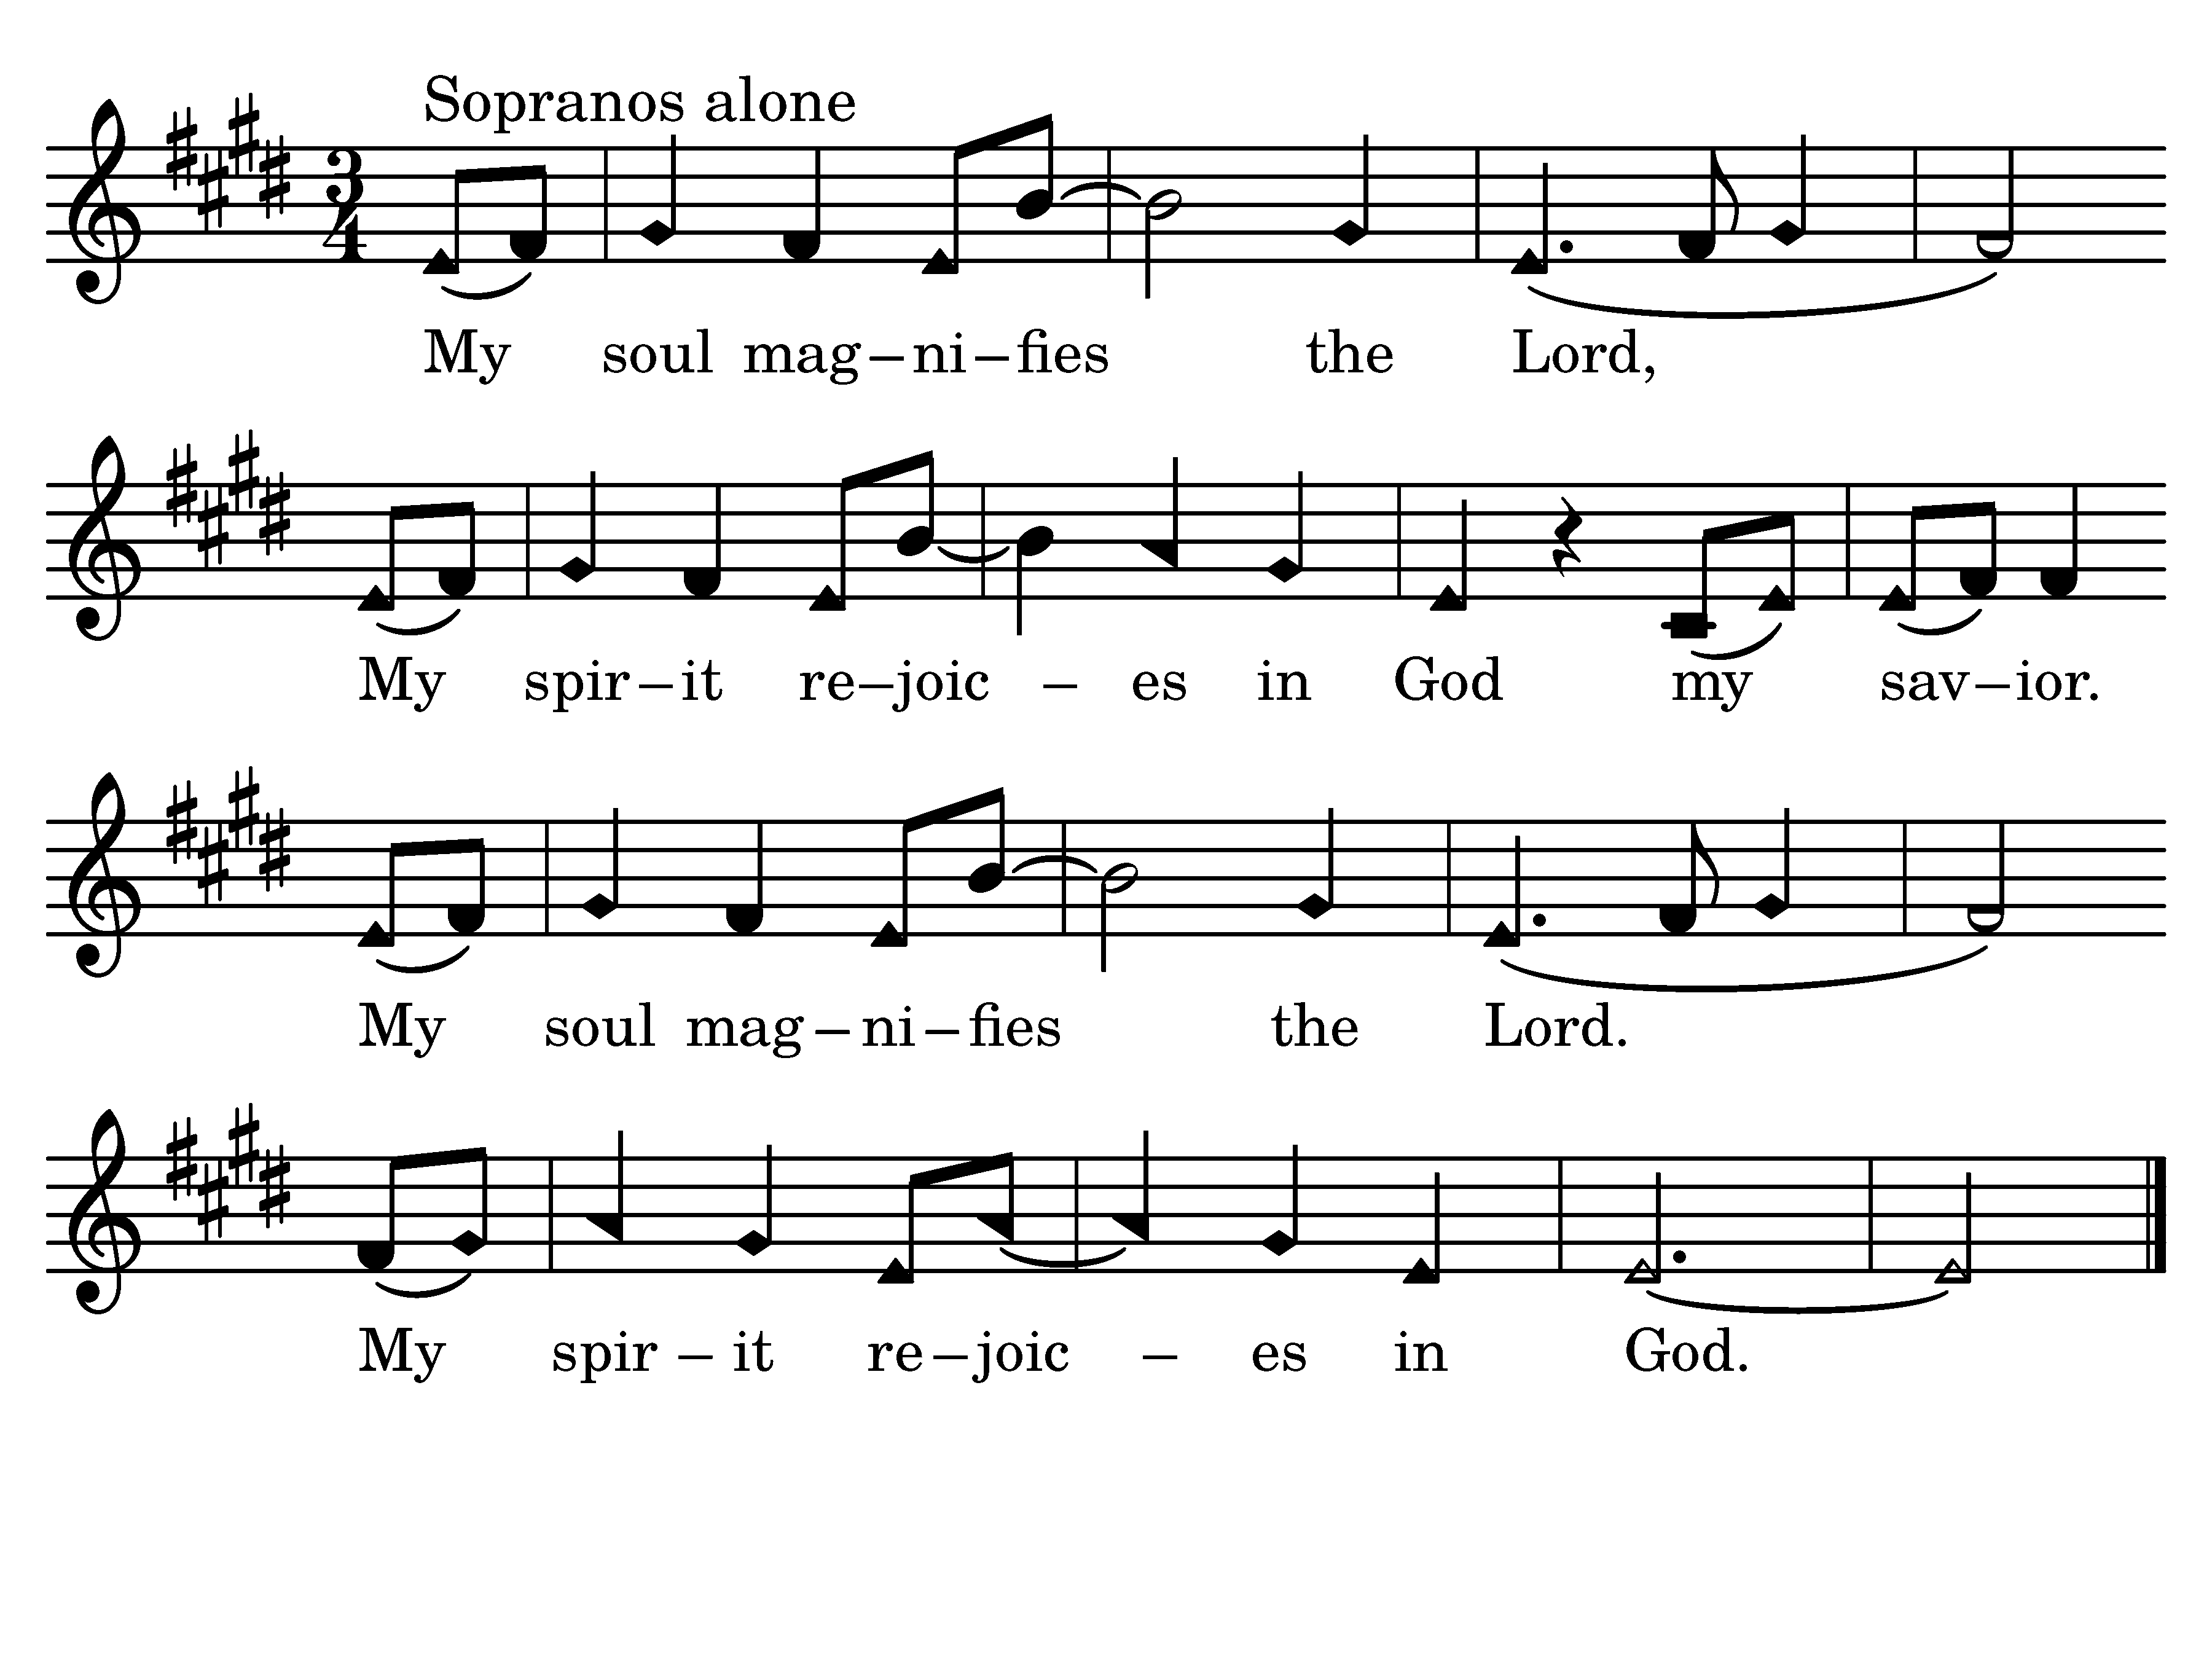 Sopranos alone
3
4
My soul mag–ni–fies the Lord,
My spir–it re–joic – es in God my sav–ior.
My soul mag–ni–fies the Lord.
My spir – it re–joic – es in God.